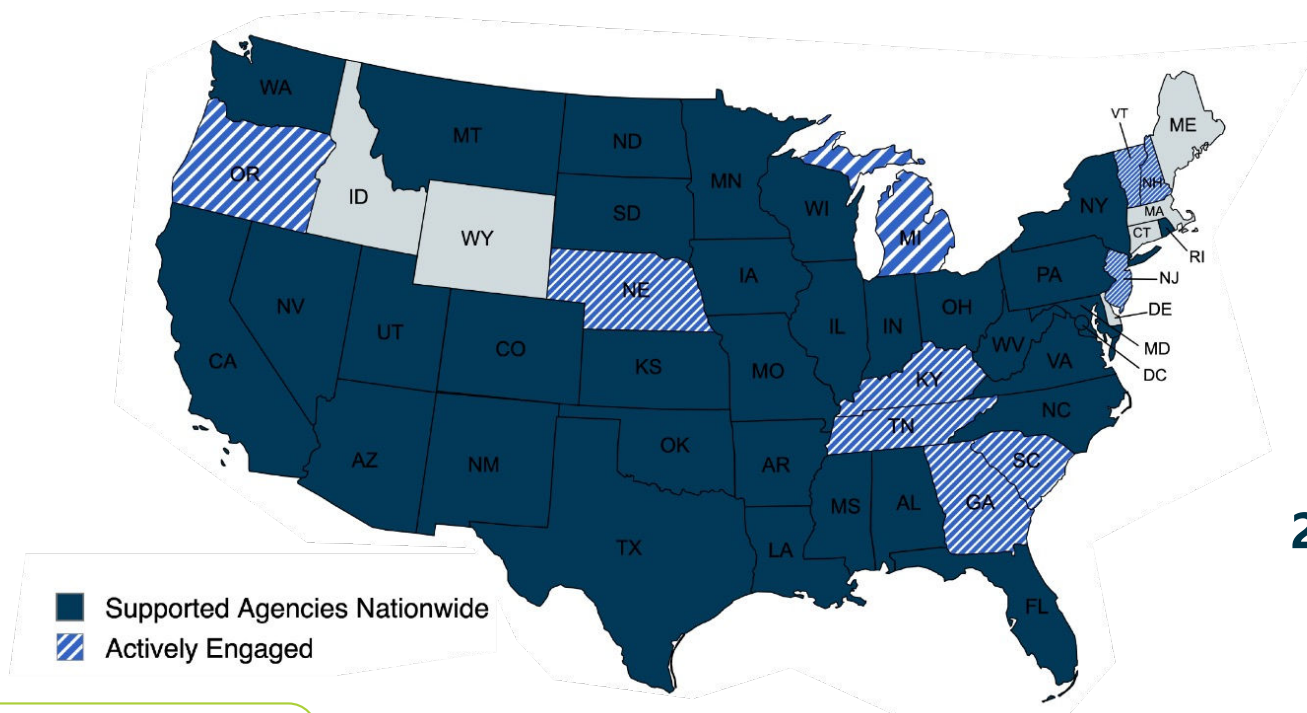 WA
MT
ND
MN
VT
ME
OR
ID
SD
WI
MI
NY
NH
MA
CT
RI
WY
NE
IA
PA
NJ
NV
UT
CO
IL
IN
OH
DE
CA
KS
MO
WV
VA
MD
DC
KY
NC
TN
AZ
NM
OK
AR
SC
MS
AL
GA
TX
LA
FL
2
Supported Agencies Nationwide
Actively Engaged